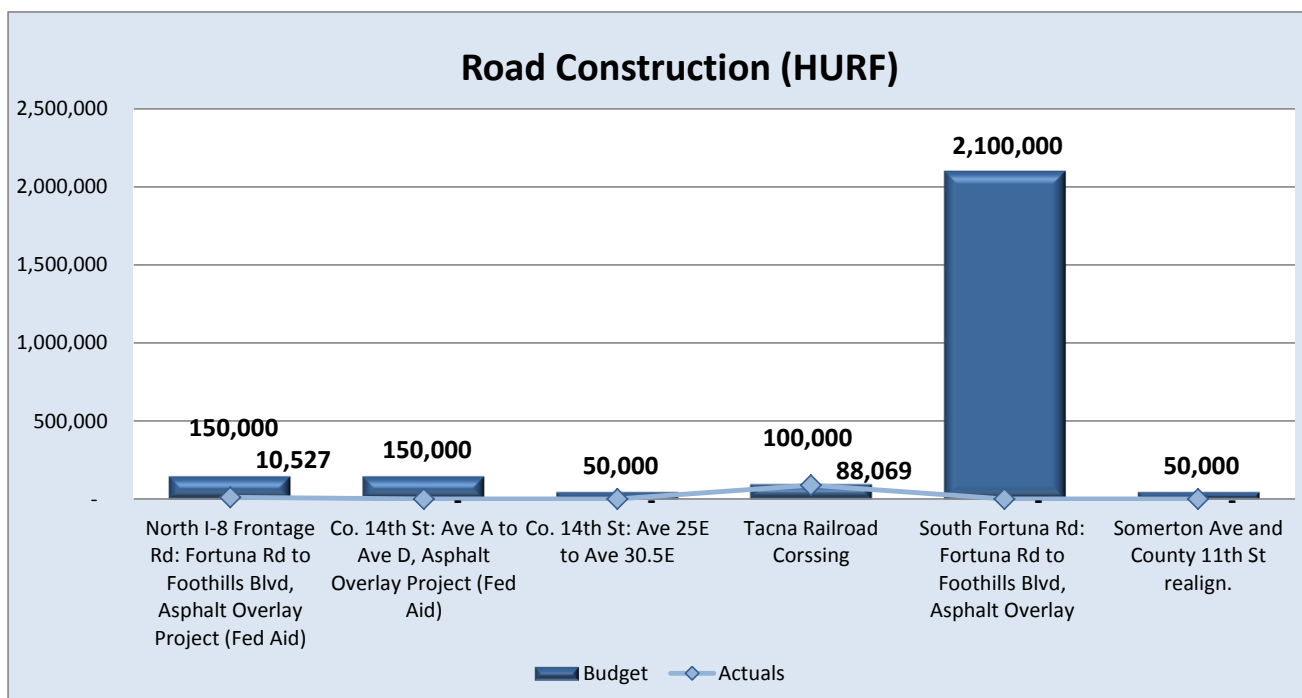 Road Construction (HURF)
2,500,000
2,000,000
1,500,000
1,000,000
500,000
-
150,000
10,527
150,000
-
50,000
-
100,000
88,069
2,100,000
-
50,000
-
North I-8 Frontage
Rd: Fortuna Rd to
Foothills Blvd,
Asphalt Overlay
Project (Fed Aid)
Co. 14th St: Ave A to
Ave D, Asphalt
Overlay Project (Fed
Aid)
Co. 14th St: Ave 25E
to Ave 30.5E
Tacna Railroad
Corssing
South Fortuna Rd:
Fortuna Rd to
Foothills Blvd,
Asphalt Overlay
Somerton Ave and
County 11th St
realign.
Budget
Actuals